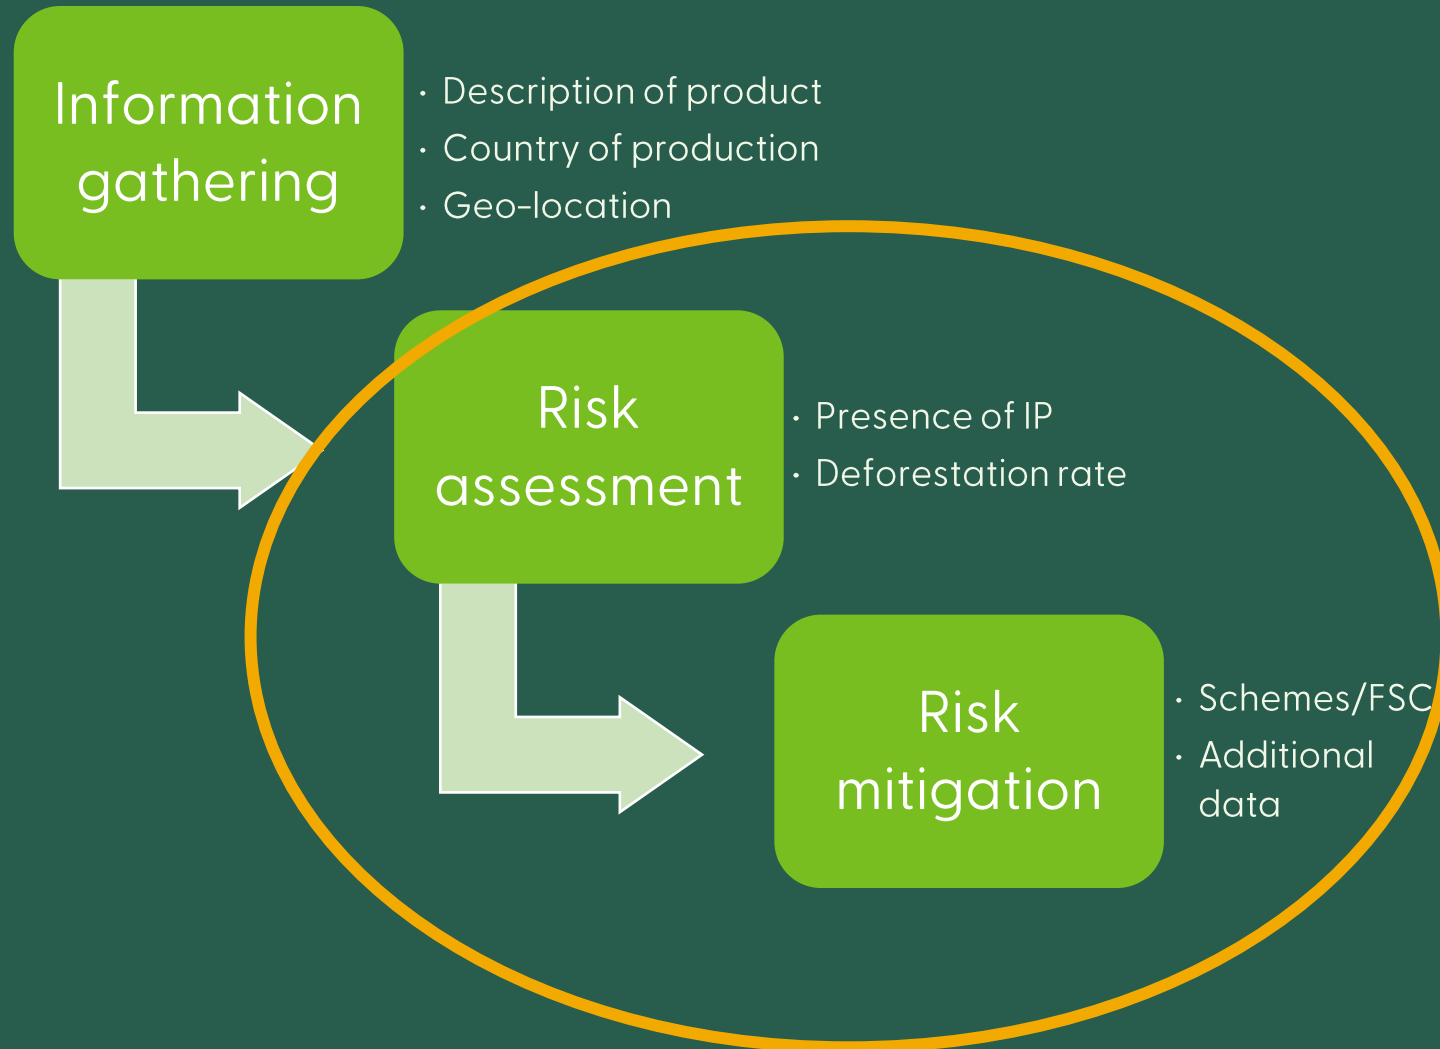 Information
gathering
· Description of product
· Country of production
· Geo-location
Risk
assessment
· Presence of IP
· Deforestation rate
Risk
mitigation
· Schemes/FSC
· Additional
data